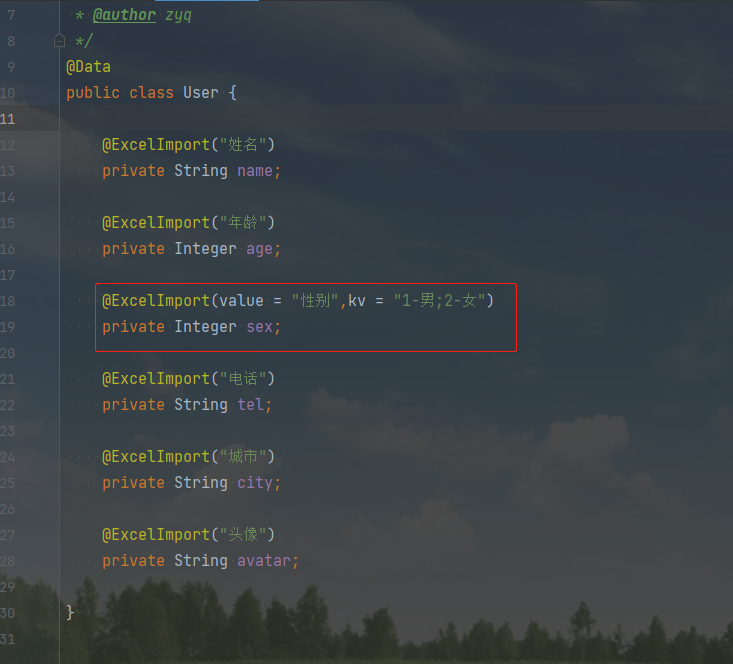 7 * @author zyq
8 */
9 @Data
10 public class User {
11
12 @ExcelImport("姓名")
13 private String name;
14
15 @ExcelImport("年龄")
16 private Integer age;
17
18 @ExcelImport(value = "性别",kv = "1-男;2-女")
19 private Integer sex;
20
21 @ExcelImport("电话")
22 private String tel;
23
24 @ExcelImport("城市")
25 private String city;
26
27 @ExcelImport("头像")
28 private String avatar;
29
30 }
31